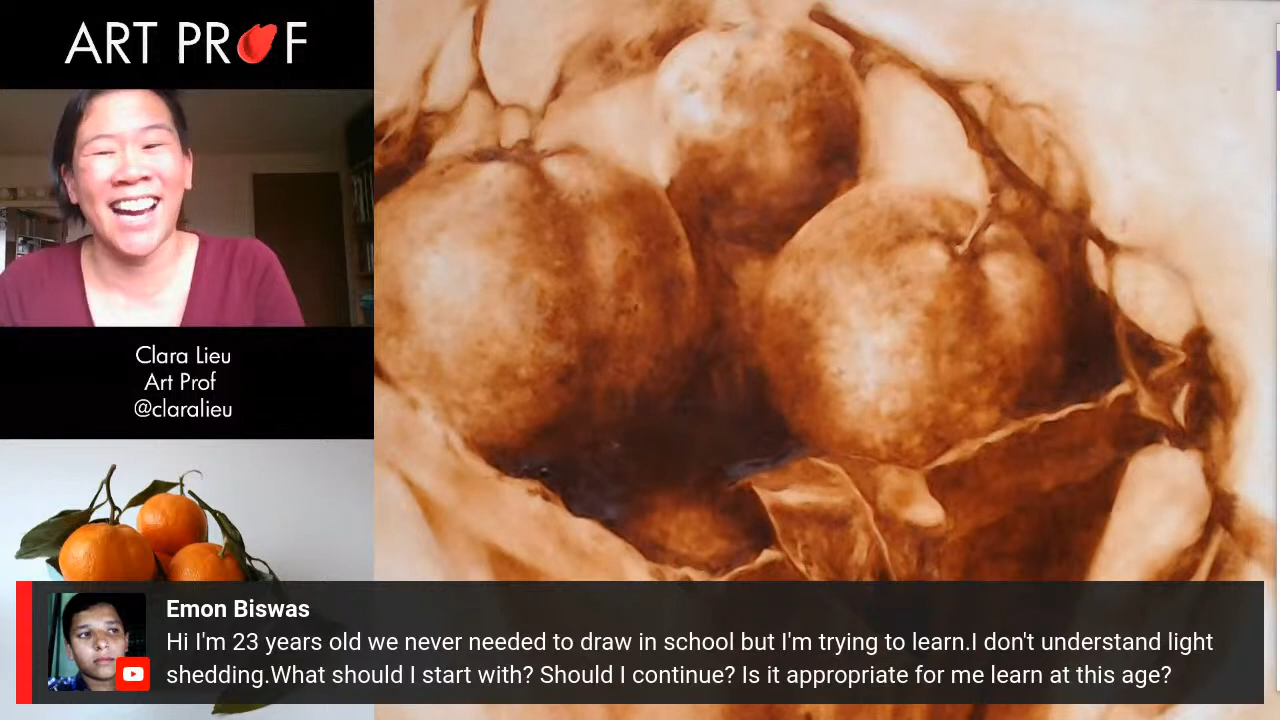 ART PROF
Clara Lieu
Art Prof
@claralieu
Emon Biswas
Hi I'm 23 years old we never needed to draw in school but I'm trying to learn.I don't understand light
shedding.What should I start with? Should I continue? Is it appropriate for me learn at this age?